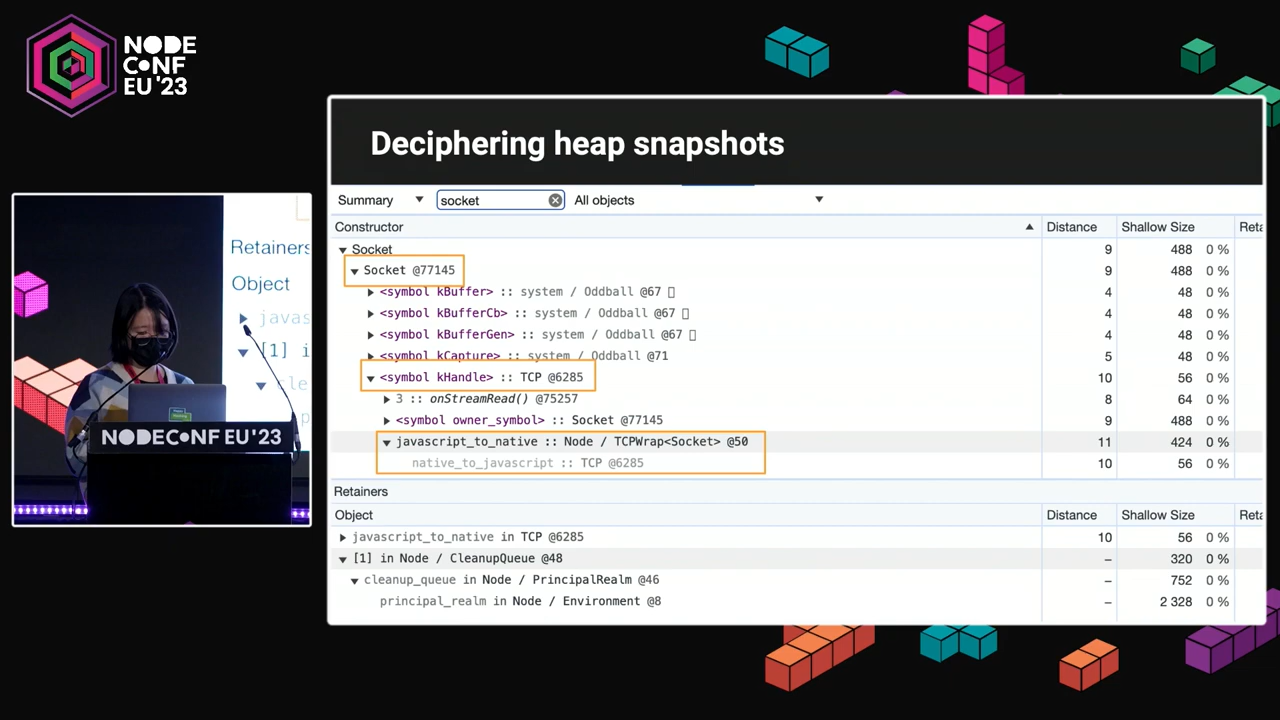 NODE
CONF
EU '23
Deciphering heap snapshots
Summary ▼ socket All objects ▼
Constructor ▲ Distance Shallow Size Reta
▼ Socket 9 488 0 %
▼ Socket @77145 9 488 0 %
▶ <symbol kBuffer> :: system / Oddball @67 4 48 0 %
▶ <symbol kBufferCb> :: system / Oddball @67 4 48 0 %
▶ <symbol kBufferGen> :: system / Oddball @67 4 48 0 %
▶ <symbol kCapture> :: system / Oddball @71 5 48 0 %
▼ <symbol kHandle> :: TCP @6285 10 56 0 %
▶ 3 :: onStreamRead() @75257 8 64 0 %
▶ <symbol owner_symbol> :: Socket @77145 9 488 0 %
▼ javascript_to_native :: Node / TCPWrap<Socket> @50 11 424 0 %
native_to_javascript :: TCP @6285 10 56 0 %
Retainers
Object Distance Shallow Size Reta
▶ javascript_to_native in TCP @6285 10 56 0 %
▼ [1] in Node / CleanupQueue @48 – 320 0 %
▼ cleanup_queue in Node / PrincipalRealm @46 – 752 0 %
principal_realm in Node / Environment @8 – 2 328 0 %
Retainers
Object
▶ javas
▼ [1] i
▼ cle
NODECONF EU '23